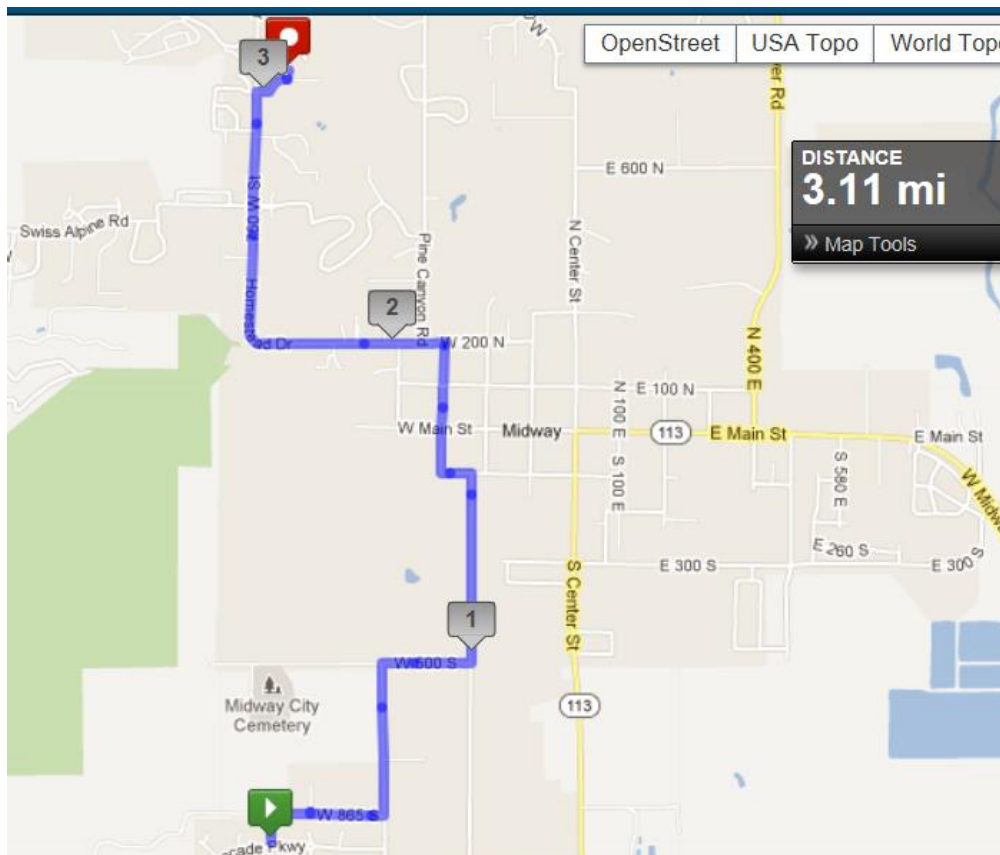 OpenStreet
USA Topo
World Topo
3
E 600 N
DISTANCE
3.11 mi
» Map Tools
Swiss Alpine Rd
Pine Canyon Rd
N Center St
2
W 200 N
N 400 E
E 100 N
N 100 E
W Main St
Midway
113
E Main St
E Main St
S 100 E
S 580 E
E 260 S
E 300 S
E 300 S
S Center St
1
W 600 S
Midway City
Cemetery
113
W 865 S